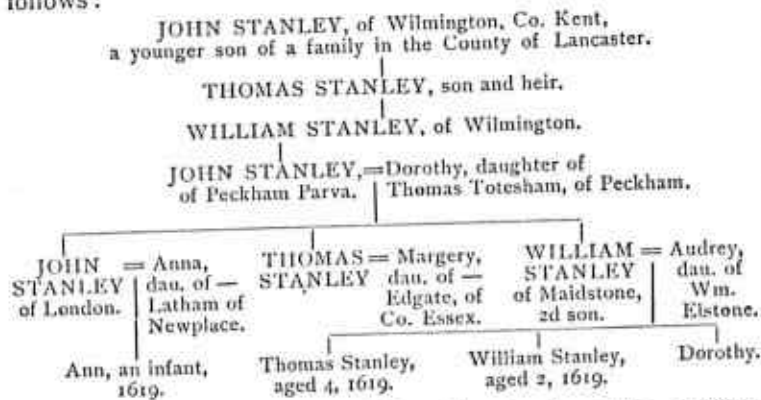 follows:
JOHN STANLEY, of Wilmington, Co. Kent,
a younger son of a family in the County of Lancaster.
THOMAS STANLEY, son and heir.
WILLIAM STANLEY, of Wilmington.
JOHN STANLEY,=Dorothy, daughter of
of Peckham Parva. Thomas Totesham, of Peckham.
JOHN
STANLEY
of London.
= Anna,
dau. of —
Latham of
Newplace.
THOMAS
STANLEY
= Margery,
dau. of —
Edgate, of
Co. Essex.
WILLIAM
STANLEY
of Maidstone,
2d son.
= Audrey,
dau. of
Wm.
Elstone.
Ann, an infant,
1619.
Thomas Stanley,
aged 4, 1619.
William Stanley,
aged 2, 1619.
Dorothy.